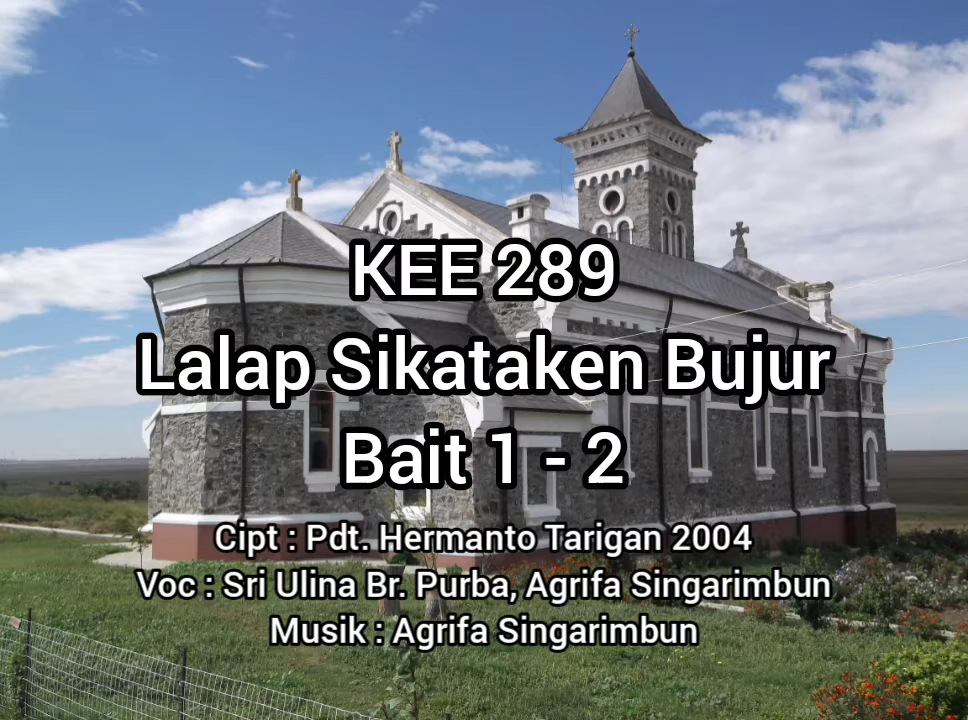 KEE 289
Lalap Sikataken Bujur
Bait 1 - 2
Cipt : Pdt. Hermanto Tarigan 2004
Voc : Sri Ulina Br. Purba, Agrifa Singarimbun
Musik : Agrifa Singarimbun